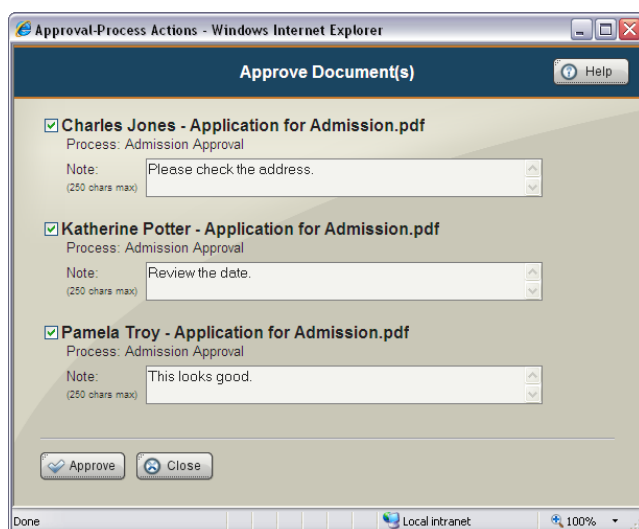 Approval-Process Actions - Windows Internet Explorer
Approve Document(s)
Help
Charles Jones - Application for Admission.pdf
Process: Admission Approval
Note:
Please check the address.
(250 chars max)
Katherine Potter - Application for Admission.pdf
Process: Admission Approval
Note:
Review the date.
(250 chars max)
Pamela Troy - Application for Admission.pdf
Process: Admission Approval
Note:
This looks good.
(250 chars max)
Approve
Close
Done
Local intranet
100%